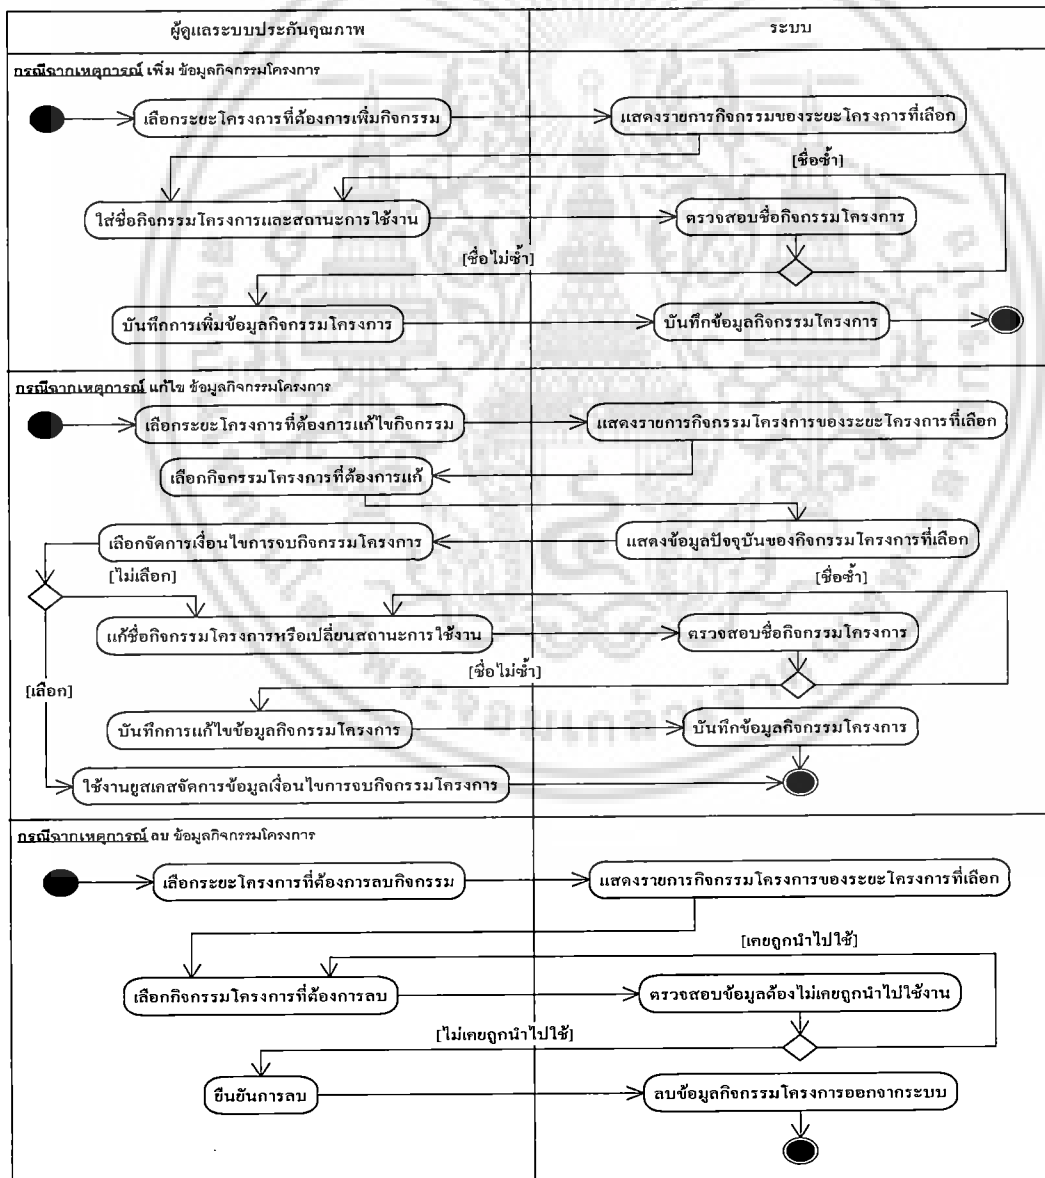 ผู้ดูแลระบบประกันคุณภาพ
ระบบ
กรณีจากเหตุการณ์ เพิ่ม ข้อมูลกิจกรรมโครงการ
เลือกระยะโครงการที่ต้องการเพิ่มกิจกรรม
แสดงรายการกิจกรรมของระยะโครงการที่เลือก
[ชื่อซ้ำ]
ใส่ชื่อกิจกรรมโครงการและสถานะการใช้งาน
ตรวจสอบชื่อกิจกรรมโครงการ
[ชื่อไม่ซ้ำ]
บันทึกการเพิ่มข้อมูลกิจกรรมโครงการ
บันทึกข้อมูลกิจกรรมโครงการ
กรณีจากเหตุการณ์ แก้ไข ข้อมูลกิจกรรมโครงการ
เลือกระยะโครงการที่ต้องการแก้ไขกิจกรรม
แสดงรายการกิจกรรมโครงการของระยะโครงการที่เลือก
เลือกกิจกรรมโครงการที่ต้องการแก้
เลือกจัดการเงื่อนไขการจบกิจกรรมโครงการ
แสดงข้อมูลปัจจุบันของกิจกรรมโครงการที่เลือก
[ไม่เลือก]
[ชื่อซ้ำ]
แก้ชื่อกิจกรรมโครงการหรือเปลี่ยนสถานะการใช้งาน
ตรวจสอบชื่อกิจกรรมโครงการ
[ชื่อไม่ซ้ำ]
[เลือก]
บันทึกการแก้ไขข้อมูลกิจกรรมโครงการ
บันทึกข้อมูลกิจกรรมโครงการ
ใช้งานยูสเคสจัดการข้อมูลเงื่อนไขการจบกิจกรรมโครงการ
กรณีจากเหตุการณ์ ลบ ข้อมูลกิจกรรมโครงการ
เลือกระยะโครงการที่ต้องการลบกิจกรรม
แสดงรายการกิจกรรมโครงการของระยะโครงการที่เลือก
[เคยถูกนำไปใช้]
เลือกกิจกรรมโครงการที่ต้องการลบ
ตรวจสอบข้อมูลต้องไม่เคยถูกนำไปใช้งาน
[ไม่เคยถูกนำไปใช้]
ยืนยันการลบ
ลบข้อมูลกิจกรรมโครงการออกจากระบบ